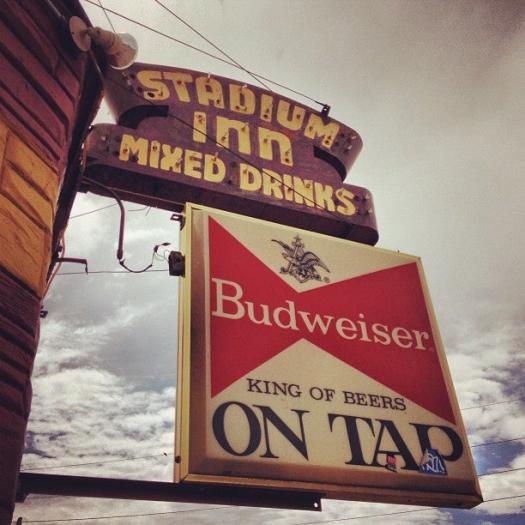 STADIUM
INN
MIXED DRINKS
Budweiser
KING OF BEERS
ON TAP